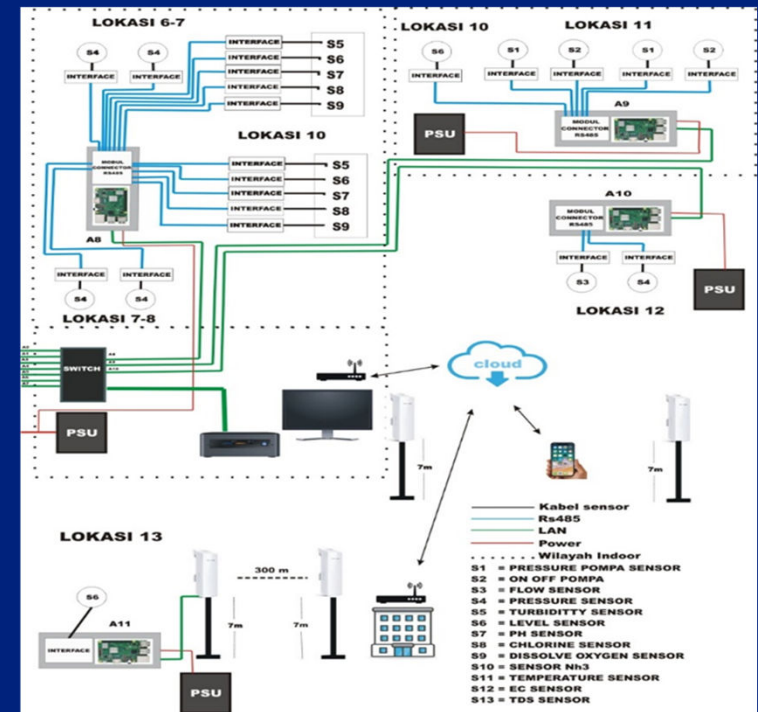 LOKASI 6-7
S4
S4
INTERFACE
INTERFACE
INTERFACE S5
INTERFACE S6
INTERFACE S7
INTERFACE S8
INTERFACE S9
LOKASI 10
MODUL
CONNECTOR
RS485
A8
INTERFACE S5
INTERFACE S6
INTERFACE S7
INTERFACE S8
INTERFACE S9
INTERFACE
INTERFACE
S4
S4
LOKASI 7-8
LOKASI 10
LOKASI 11
S6
S1
S2
S1
S2
INTERFACE
INTERFACE
INTERFACE
INTERFACE
INTERFACE
A9
PSU
MODUL
CONNECTOR
RS485
A10
MODUL
CONNECTOR
RS485
INTERFACE
INTERFACE
S3
S4
PSU
LOKASI 12
SWITCH
A8
A9
A10
PSU
cloud
7m
7m
LOKASI 13
S6
A11
INTERFACE
PSU
300 m
7m
7m
Kabel sensor
Rs485
LAN
Power
Wilayah Indoor
S1 = PRESSURE POMPA SENSOR
S2 = ON OFF POMPA
S3 = FLOW SENSOR
S4 = PRESSURE SENSOR
S5 = TURBIDITTY SENSOR
S6 = LEVEL SENSOR
S7 = PH SENSOR
S8 = CHLORINE SENSOR
S9 = DISSOLVE OXYGEN SENSOR
S10 = SENSOR Nh3
S11 = TEMPERATURE SENSOR
S12 = EC SENSOR
S13 = TDS SENSOR